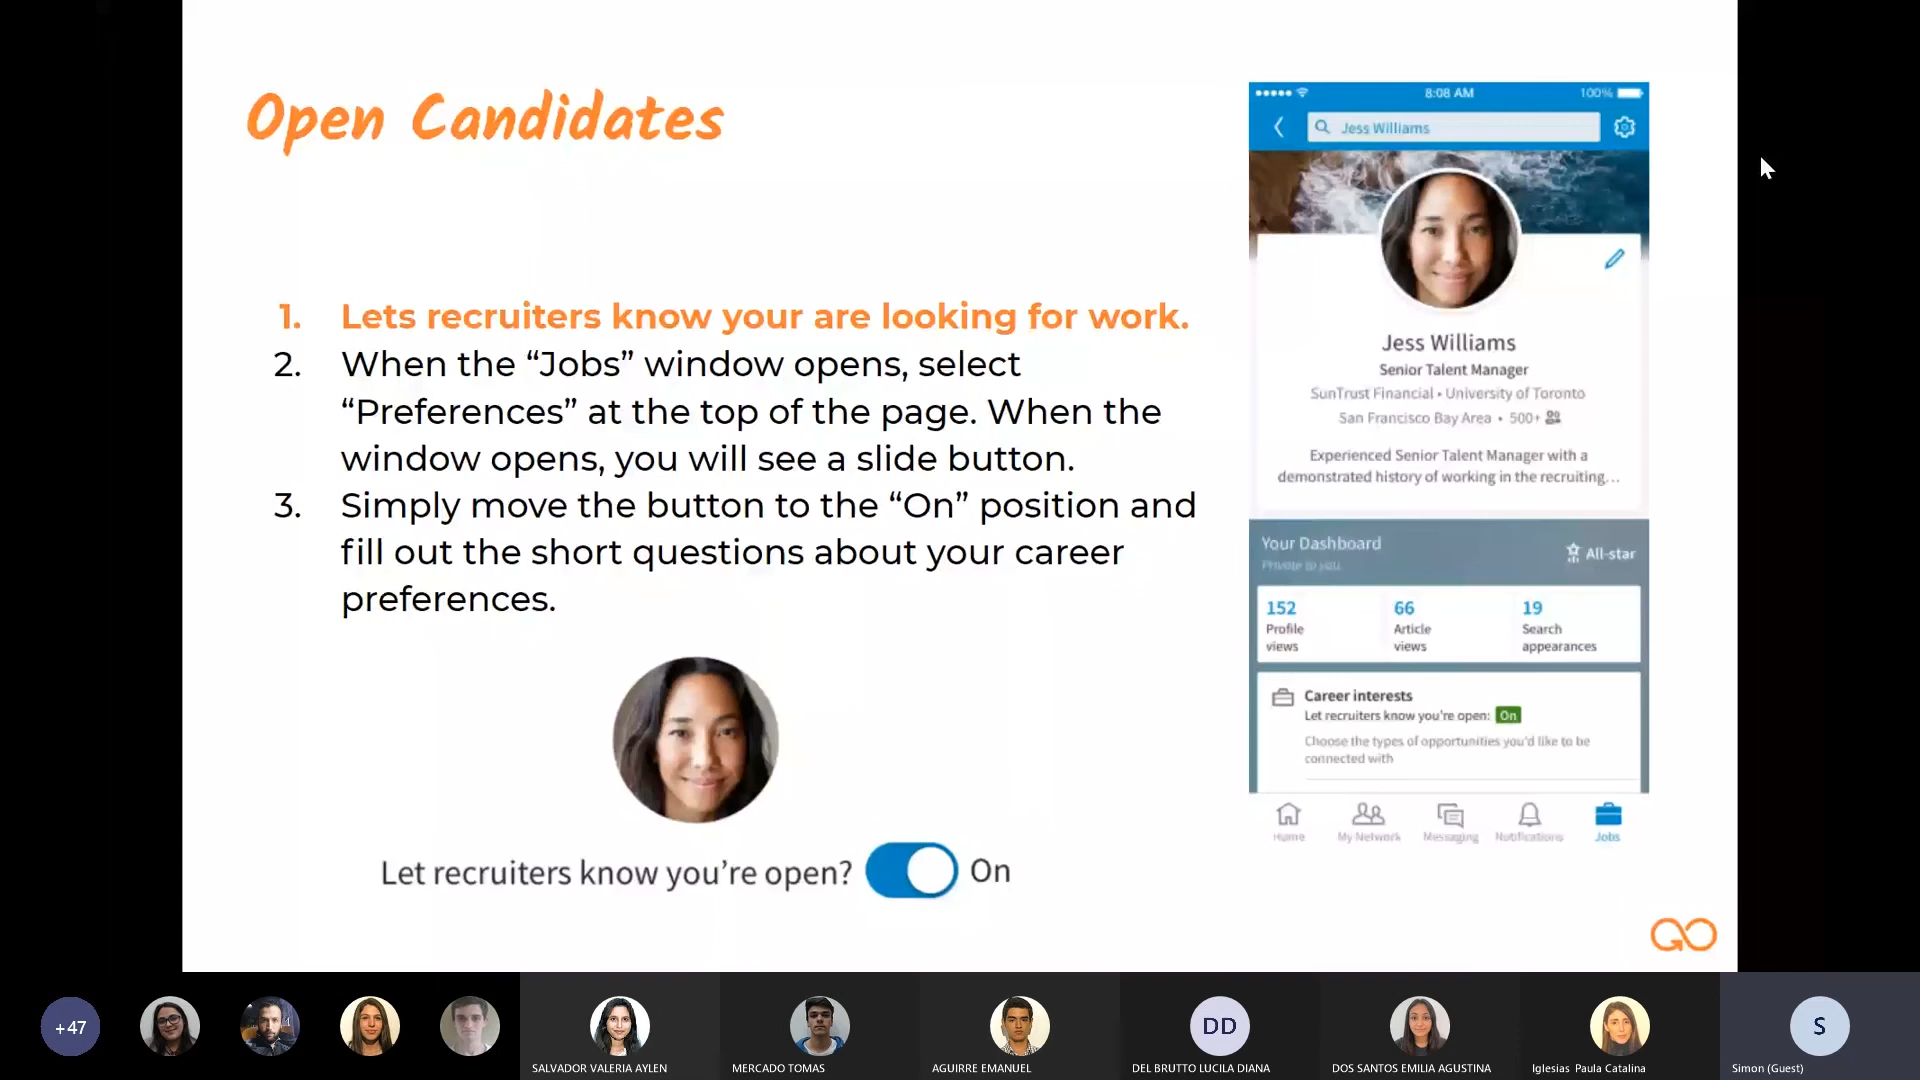 Open Candidates
1. Lets recruiters know your are looking for work.
2. When the “Jobs” window opens, select
“Preferences” at the top of the page. When the
window opens, you will see a slide button.
3. Simply move the button to the “On” position and
fill out the short questions about your career
preferences.
Let recruiters know you’re open? On
8:08 AM 100%
Jess Williams
Jess Williams
Senior Talent Manager
SunTrust Financial • University of Toronto
San Francisco Bay Area • 500+
Experienced Senior Talent Manager with a
demonstrated history of working in the recruiting...
Your Dashboard
Private to you
All-star
152 66 19
Profile Article Search
views views appearances
Career interests
Let recruiters know you’re open: On
Choose the types of opportunities you’d like to be
connected with
Home My Network Messaging Notifications Jobs
+47
DD
S
SALVADOR VALERIA AYLEN MERCADO TOMAS AGUIRRE EMANUEL DEL BRUTTO LUCILA DIANA DOS SANTOS EMILIA AGUSTINA Iglesias Paula Catalina Simon (Guest)